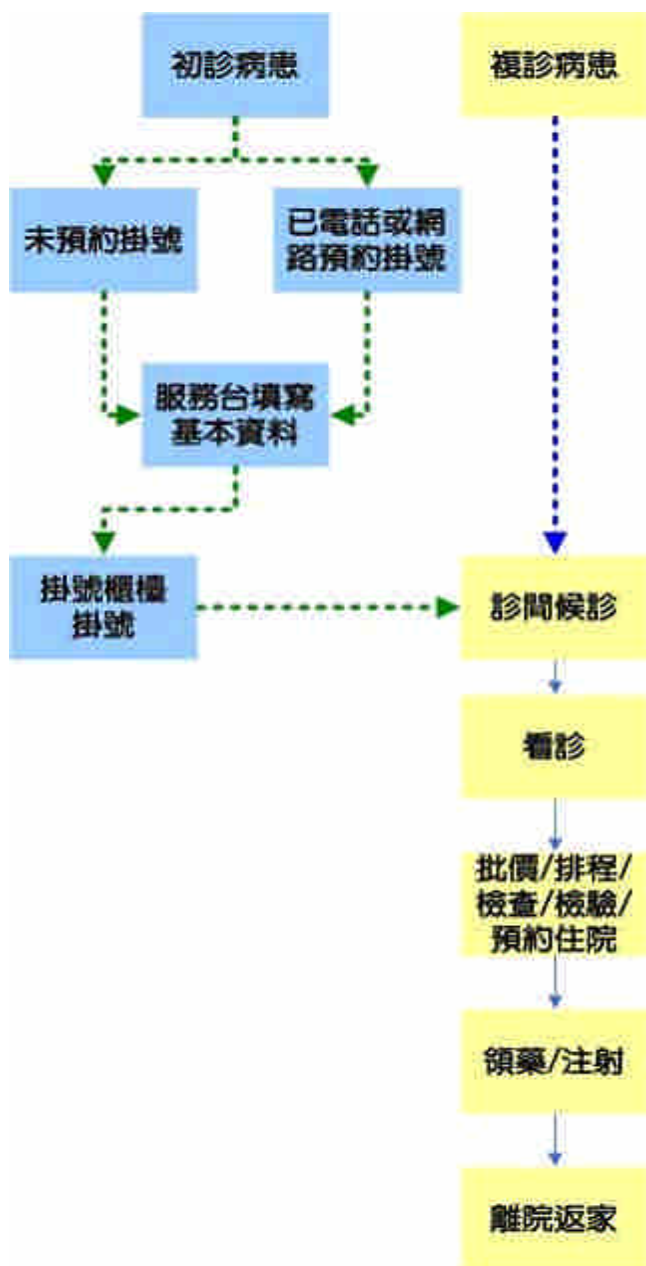 初診病患
複診病患
未預約掛號
已電話或網
路預約掛號
服務台填寫
基本資料
掛號櫃檯
掛號
診間候診
看診
批價/排程/
檢查/檢驗/
預約住院
領藥/注射
離院返家